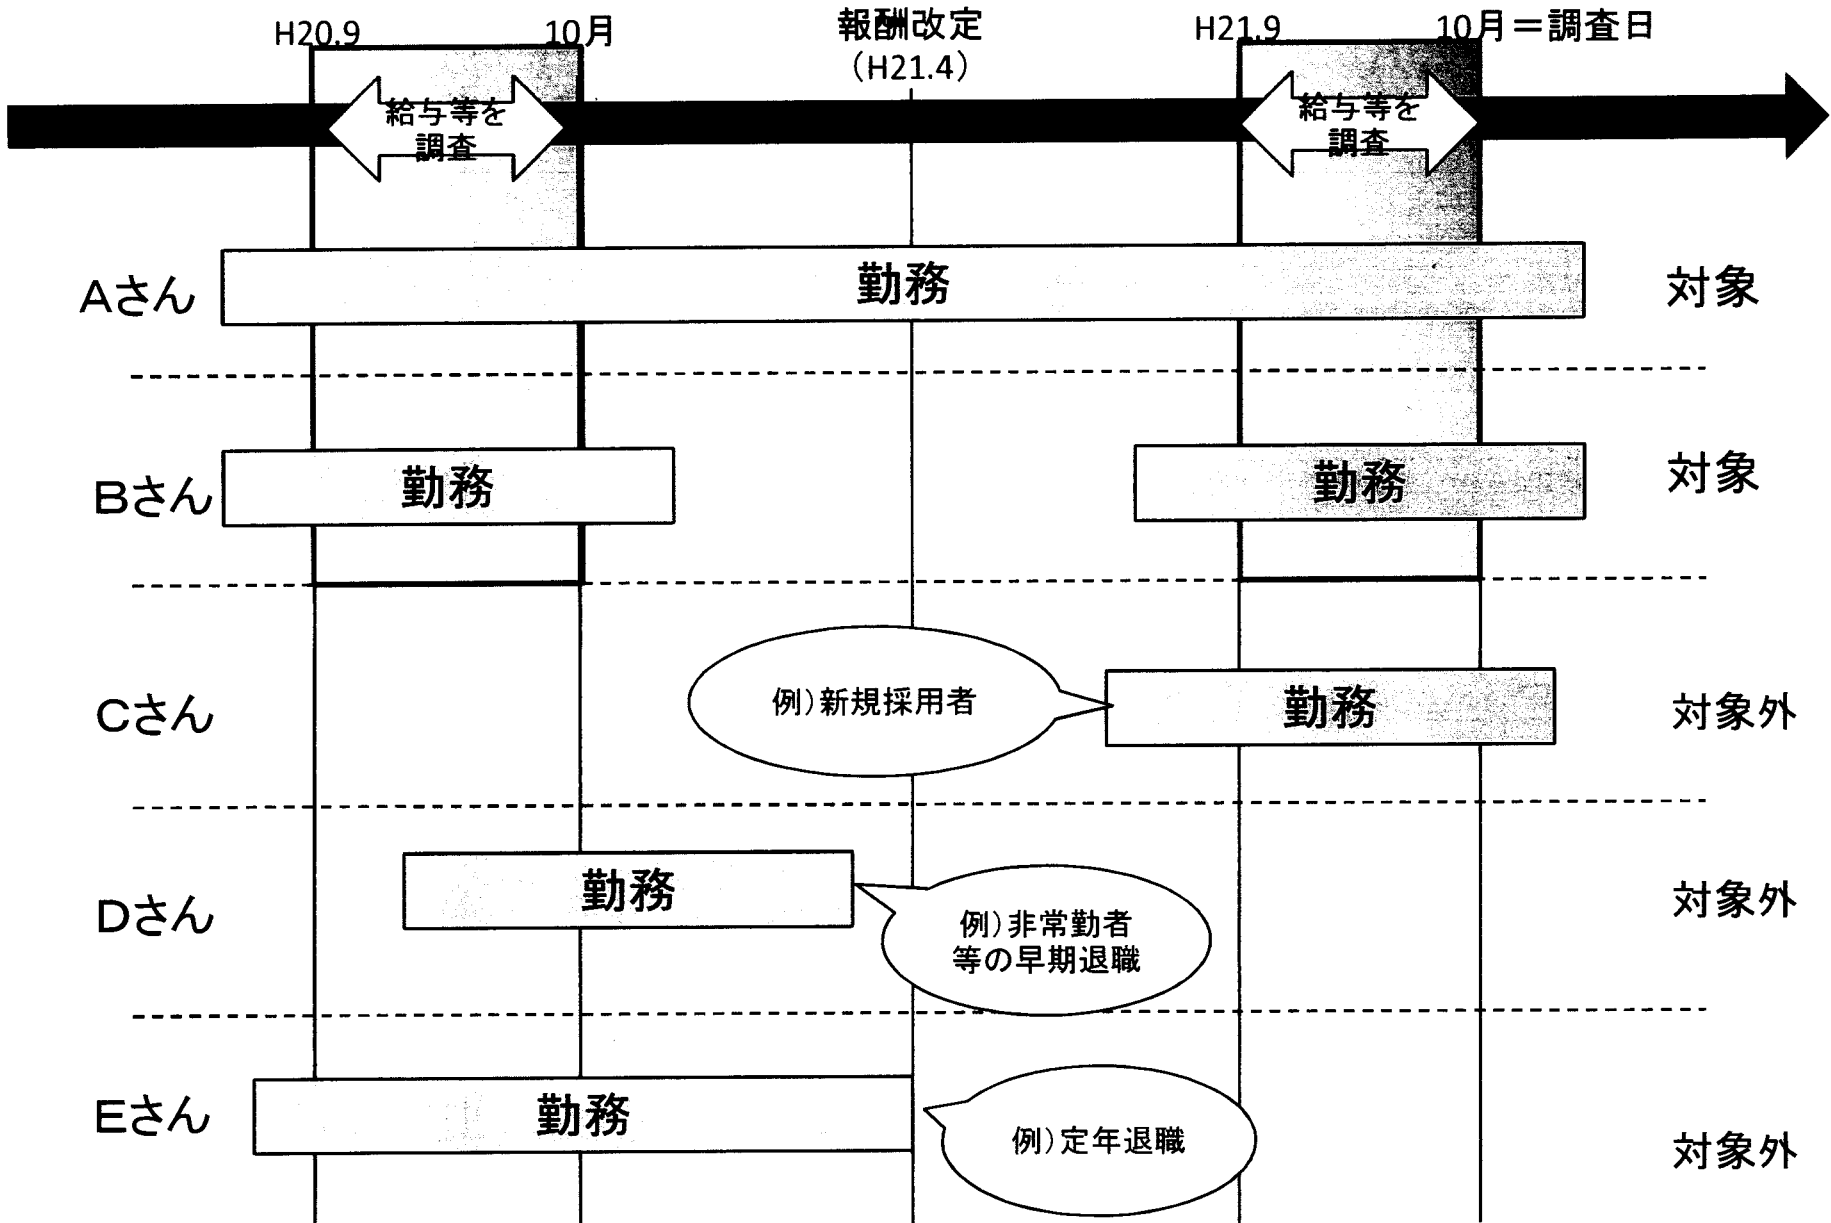 H20.9
10月
報酬改定
（H21.4）
H21.9
10月＝調査日
給与等を
調査
給与等を
調査
Aさん
勤務
対象
Bさん
勤務
勤務
対象
Cさん
例）新規採用者
勤務
対象外
Dさん
勤務
例）非常勤者
等の早期退職
対象外
Eさん
勤務
例）定年退職
対象外